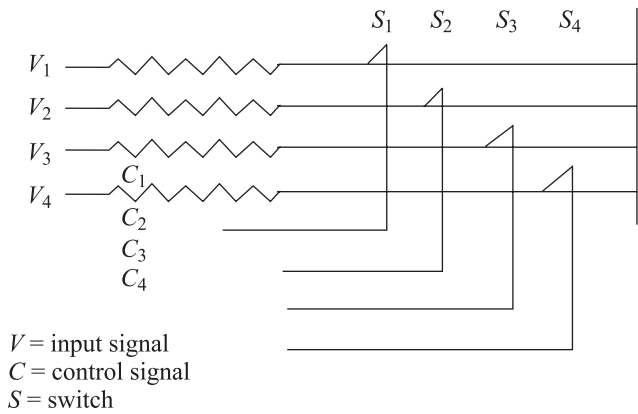 S₁ S₂ S₃ S₄
V₁
V₂
V₃
C₁
V₄
C₂
C₃
C₄
V = input signal
C = control signal
S = switch